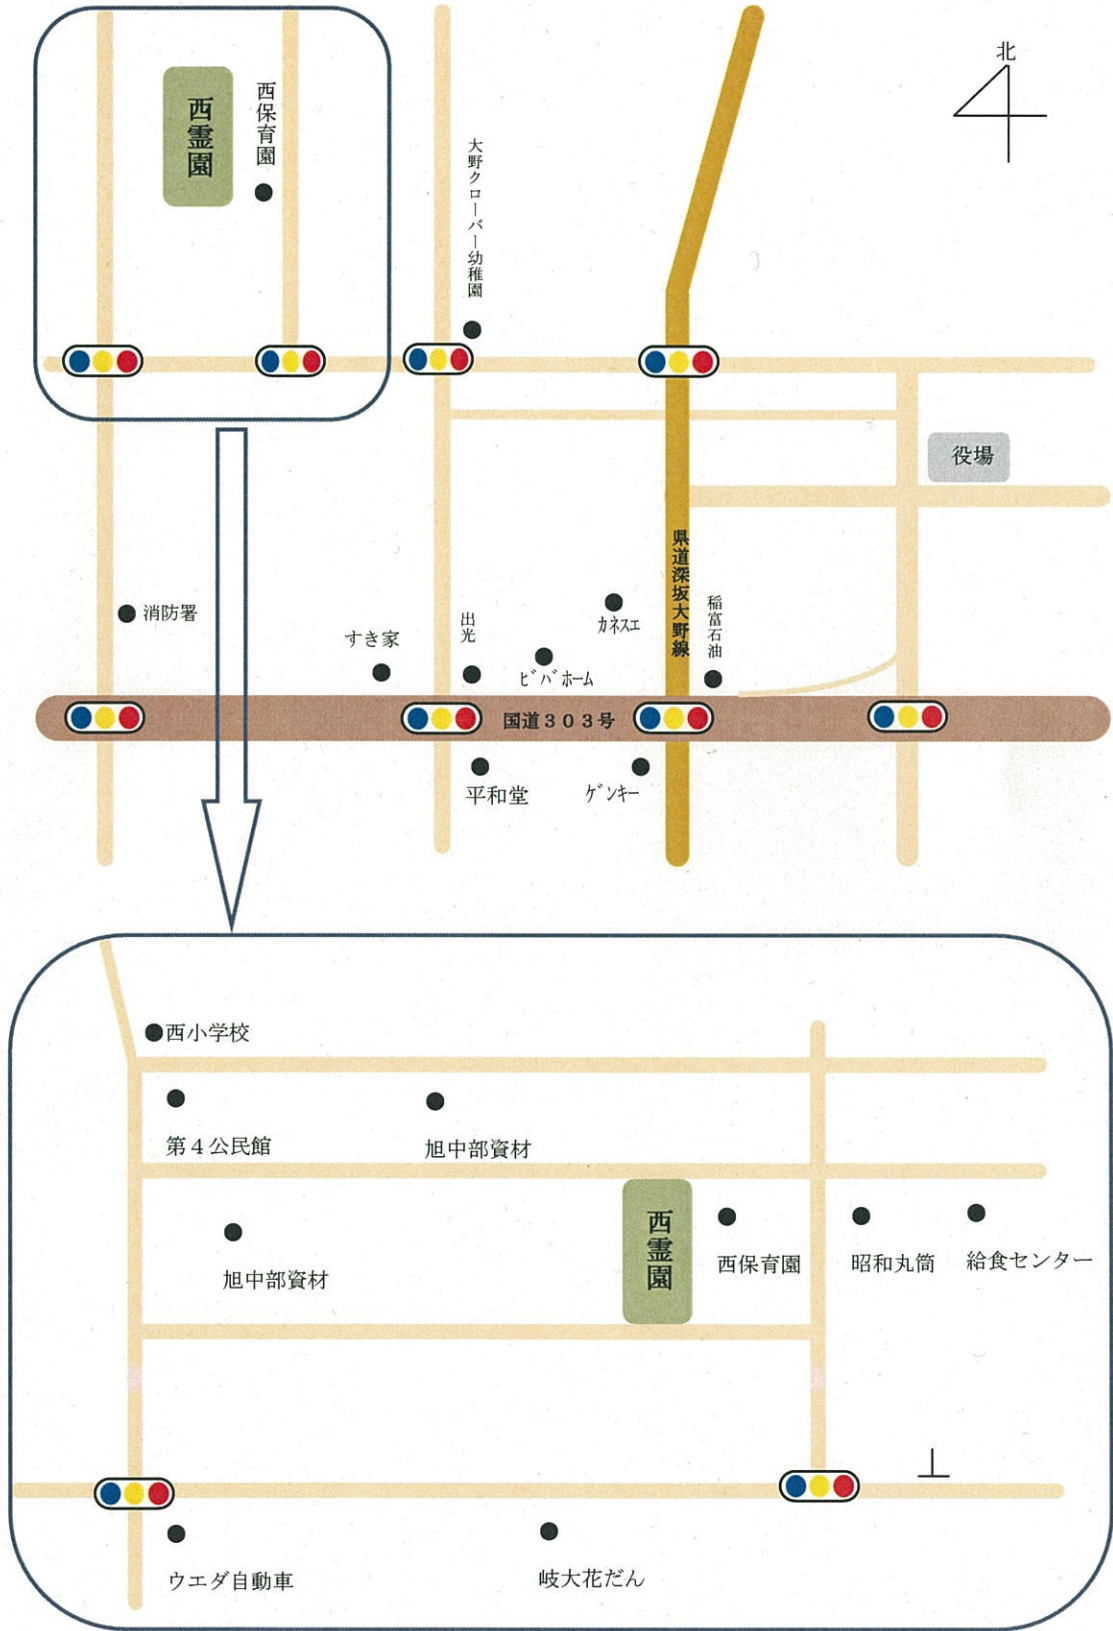 北
西霊園
西保育園
大野クローバー幼稚園
役場
県道深坂大野線
消防署
すき家
出光
ﾋﾞﾊﾞﾎｰﾑ
ｶﾈｽｴ
稲富石油
国道３０３号
平和堂
ｹﾞﾝｷｰ
西小学校
第４公民館
旭中部資材
旭中部資材
西霊園
西保育園
昭和丸筒
給食センター
ウエダ自動車
岐大花だん